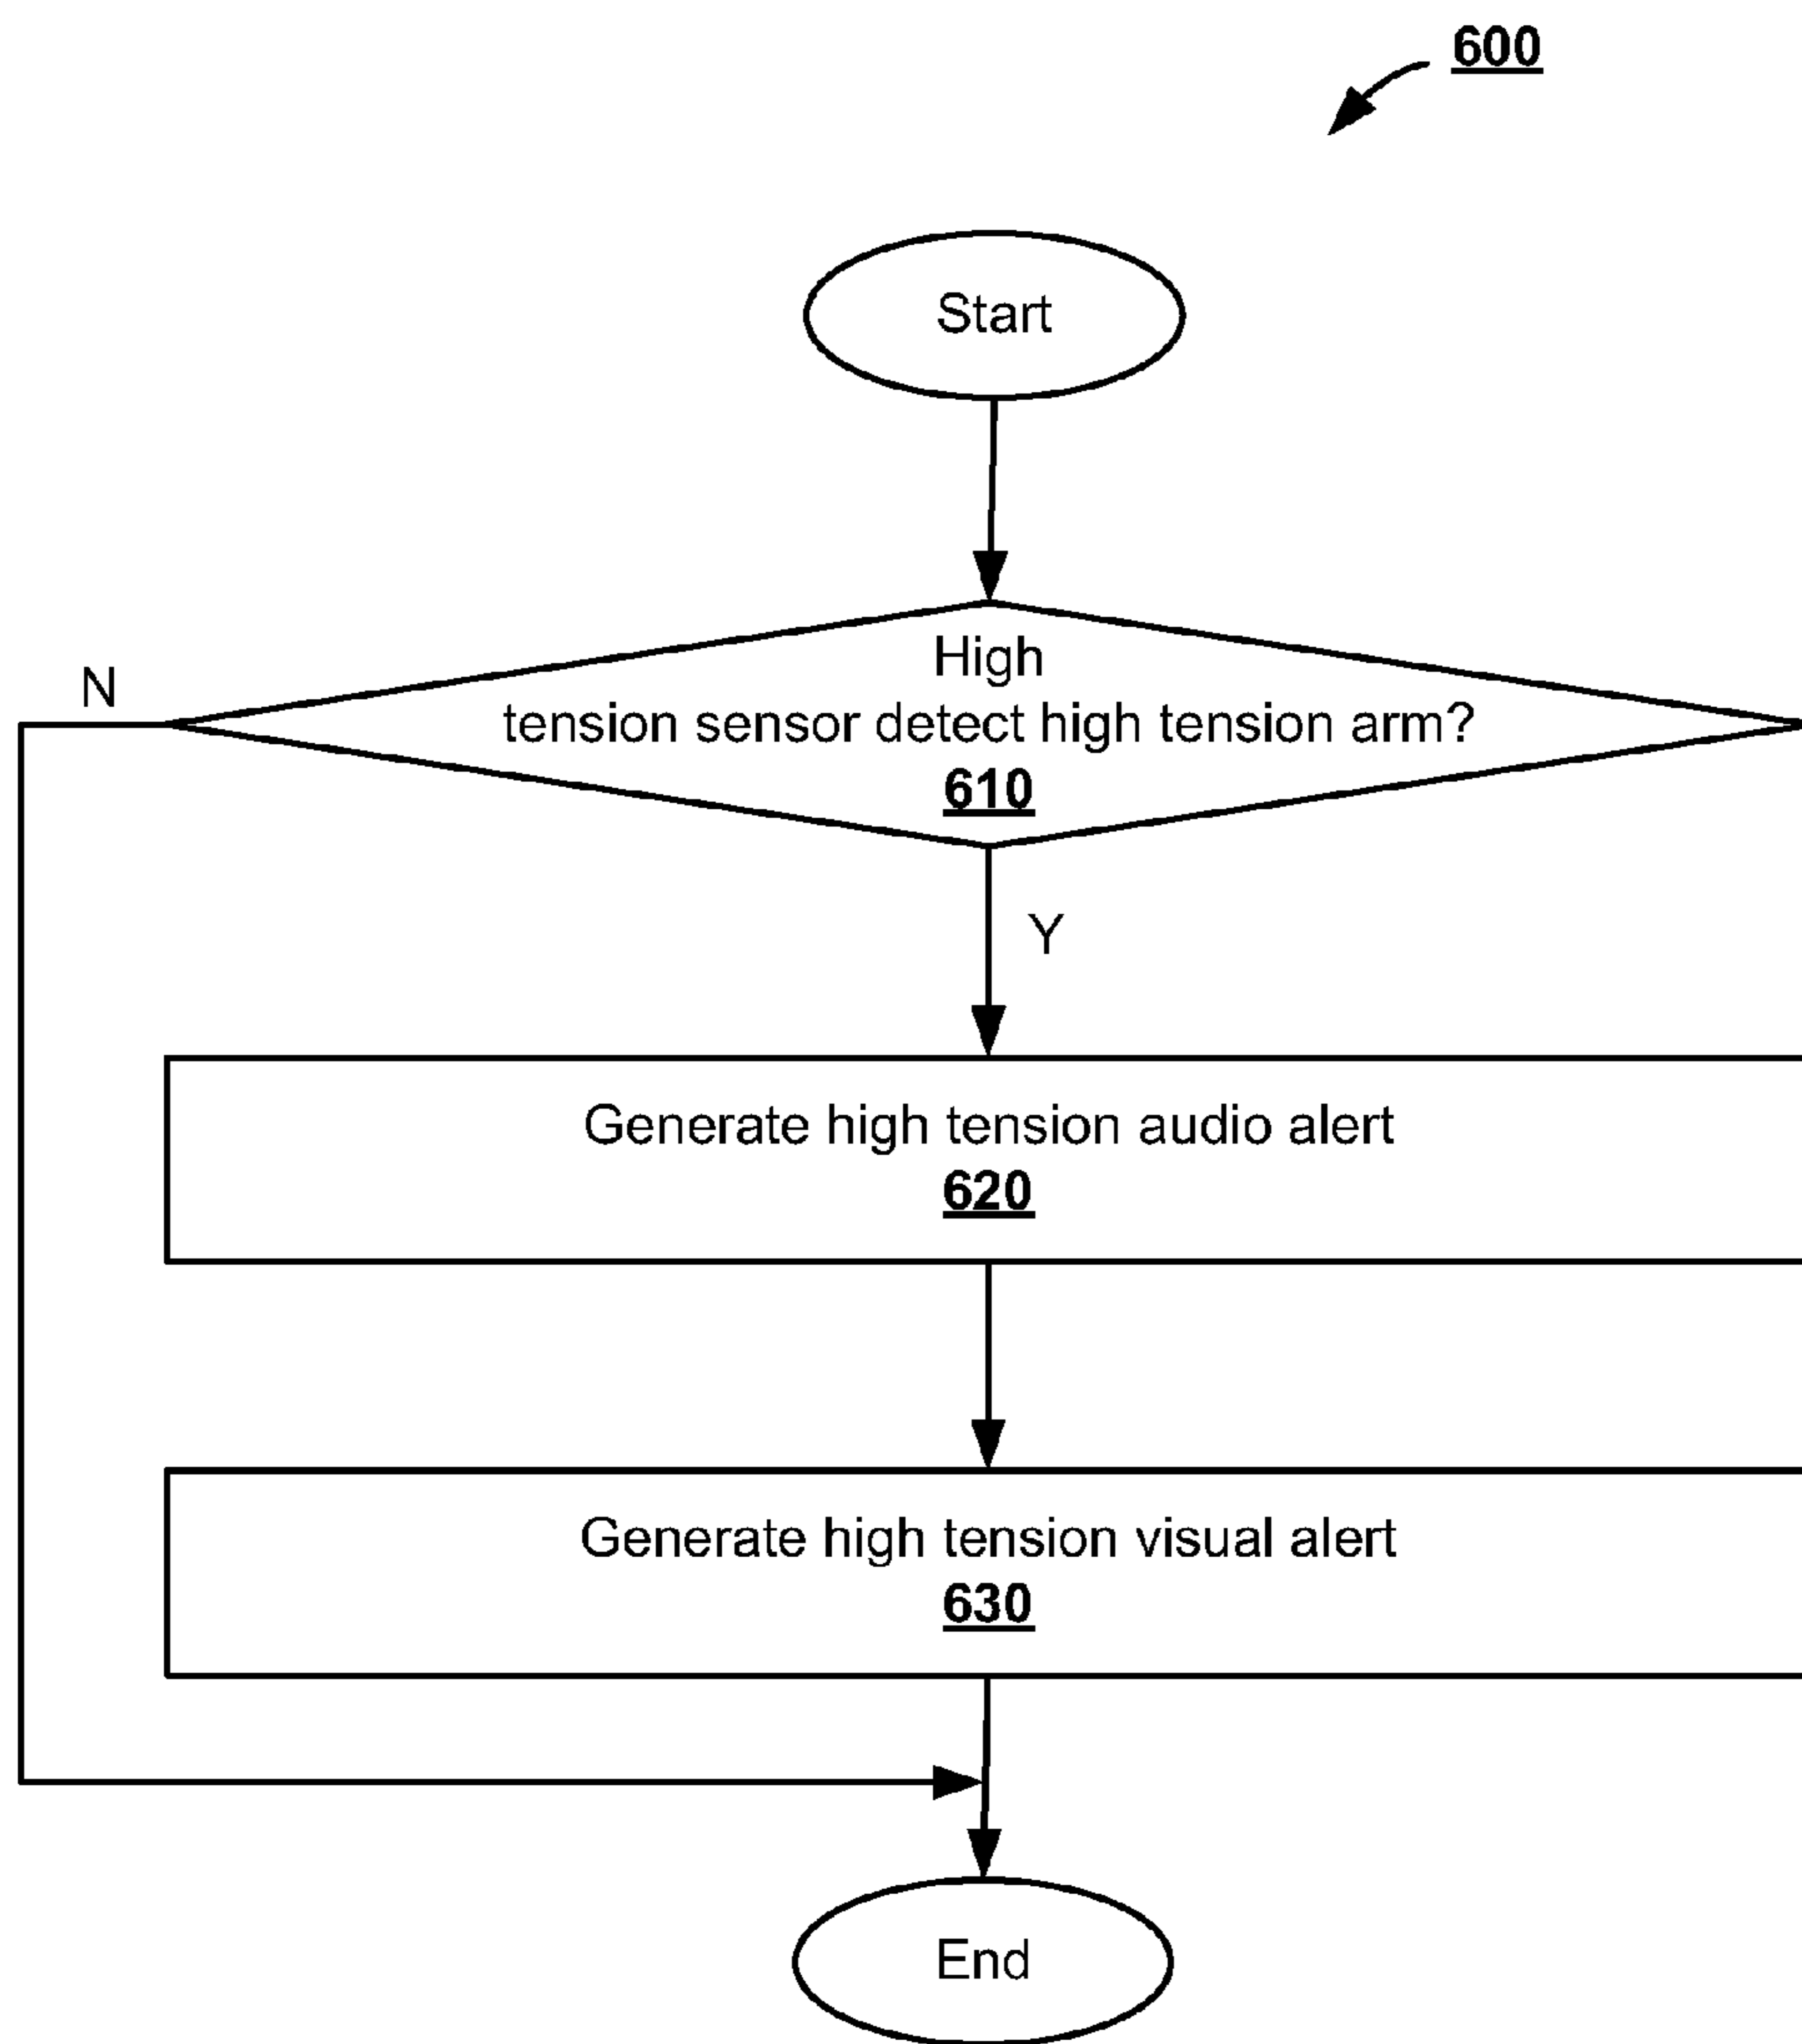 600
Start
High
tension sensor detect high tension arm?
610
N
Y
Generate high tension audio alert
620
Generate high tension visual alert
630
End